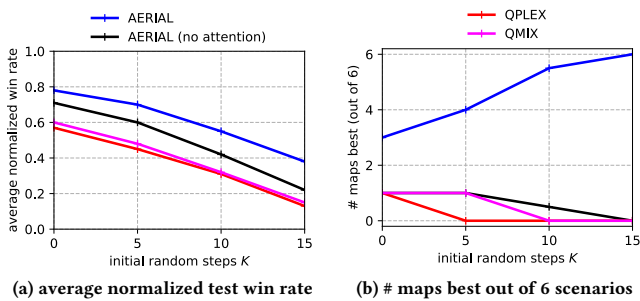 AERIAL
AERIAL (no attention)
QPLEX
QMIX
average normalized win rate
1.0
0.8
0.6
0.4
0.2
0.0
0 5 10 15
initial random steps K
# maps best (out of 6)
6
4
2
0
0 5 10 15
initial random steps K
(a) average normalized test win rate
(b) # maps best out of 6 scenarios